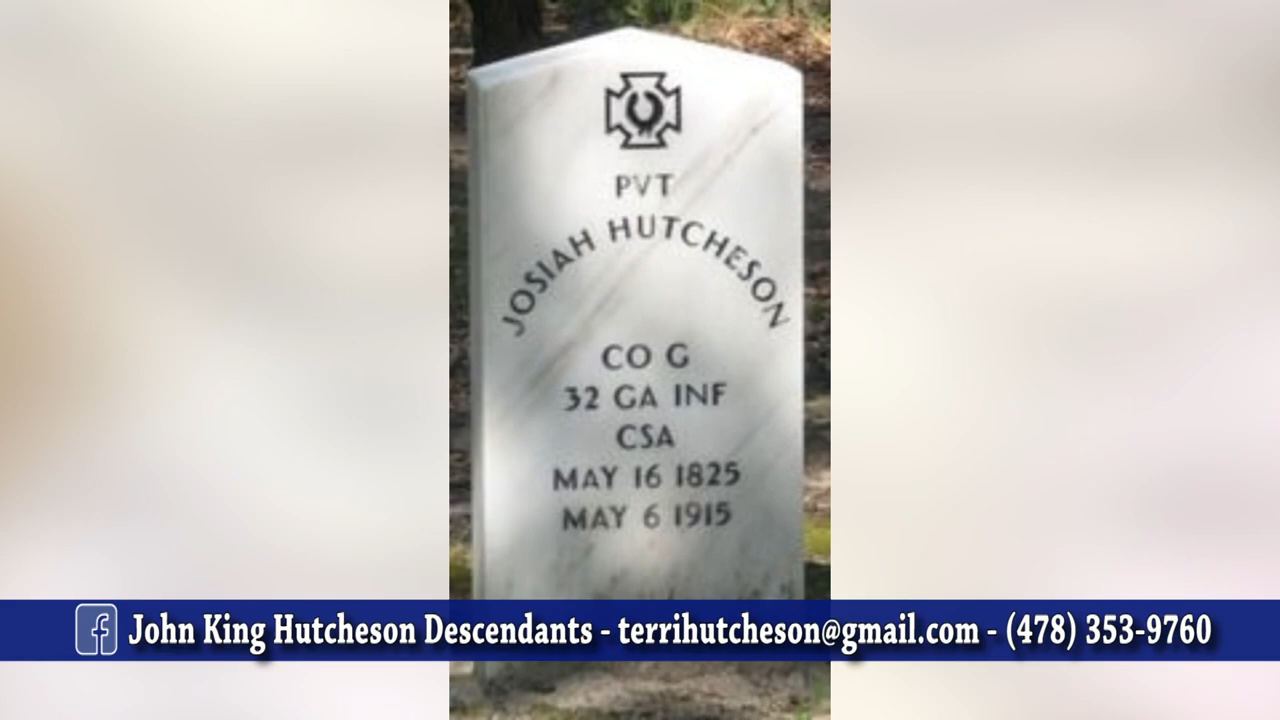 PVT
JOSIAH HUTCHESON
CO G
32 GA INF
CSA
MAY 16 1825
MAY 6 1915
John King Hutcheson Descendants - terrihutcheson@gmail.com - (478) 353-9760